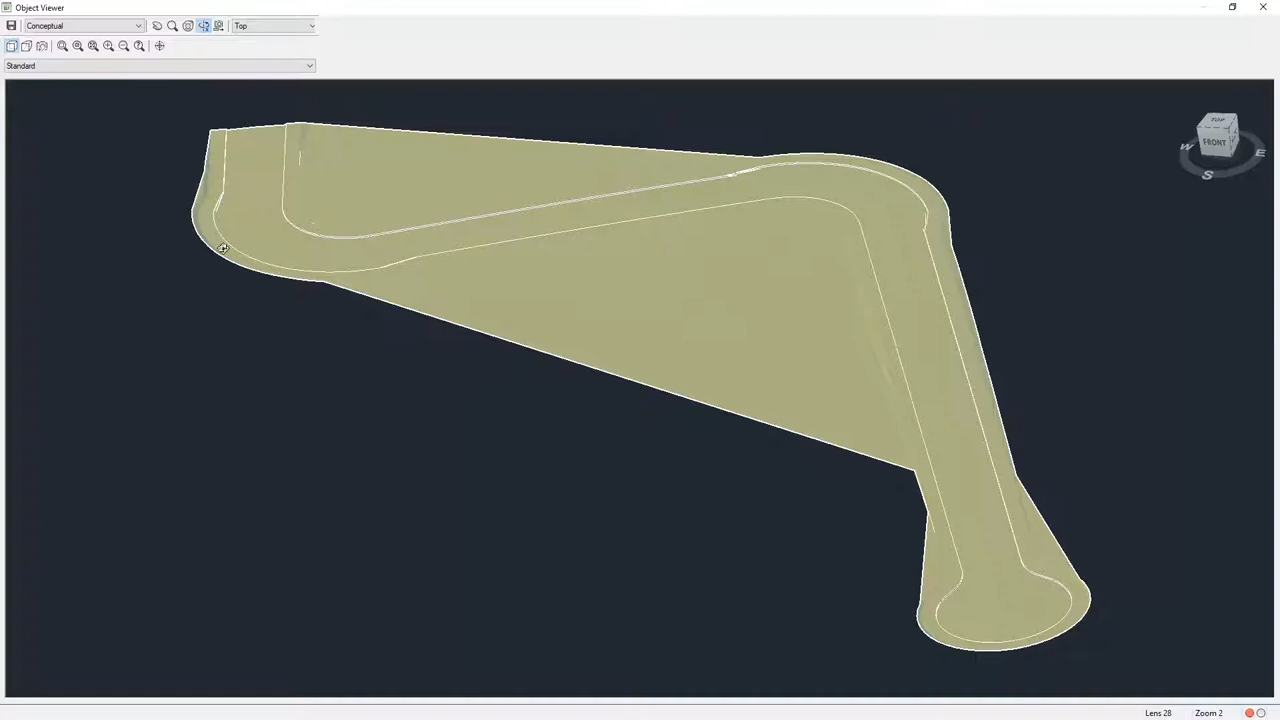 Object Viewer
Conceptual
Top
Standard
TOP
FRONT
W
E
S
Lens 28
Zoom 2